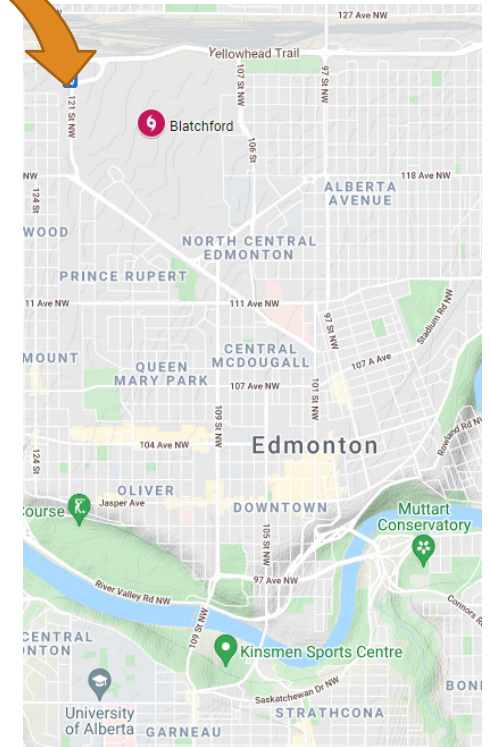 127 Ave NW
Yellowhead Trail
97 St NW
107 St NW
121 St NW
Blatchford
106 St
NW
118 Ave NW
124 St
ALBERTA
AVENUE
WOOD
NORTH CENTRAL
EDMONTON
PRINCE RUPERT
11 Ave NW
111 Ave NW
97 St NW
Stadium Rd NW
MOUNT
CENTRAL
MCDOUGALL
QUEEN
MARY PARK
107 A Ave
107 Ave NW
101 St NW
109 St NW
Rowland Rd NW
104 Ave NW
Edmonton
124 St
OLIVER
Jasper Ave
ourse
DOWNTOWN
Muttart
Conservatory
105 St NW
97 Ave NW
River Valley Rd NW
Connors R
109 St NW
CENTRAL
NTON
Kinsmen Sports Centre
Saskatchewan Dr NW
BONI
University
of Alberta
STRATHCONA
GARNEAU